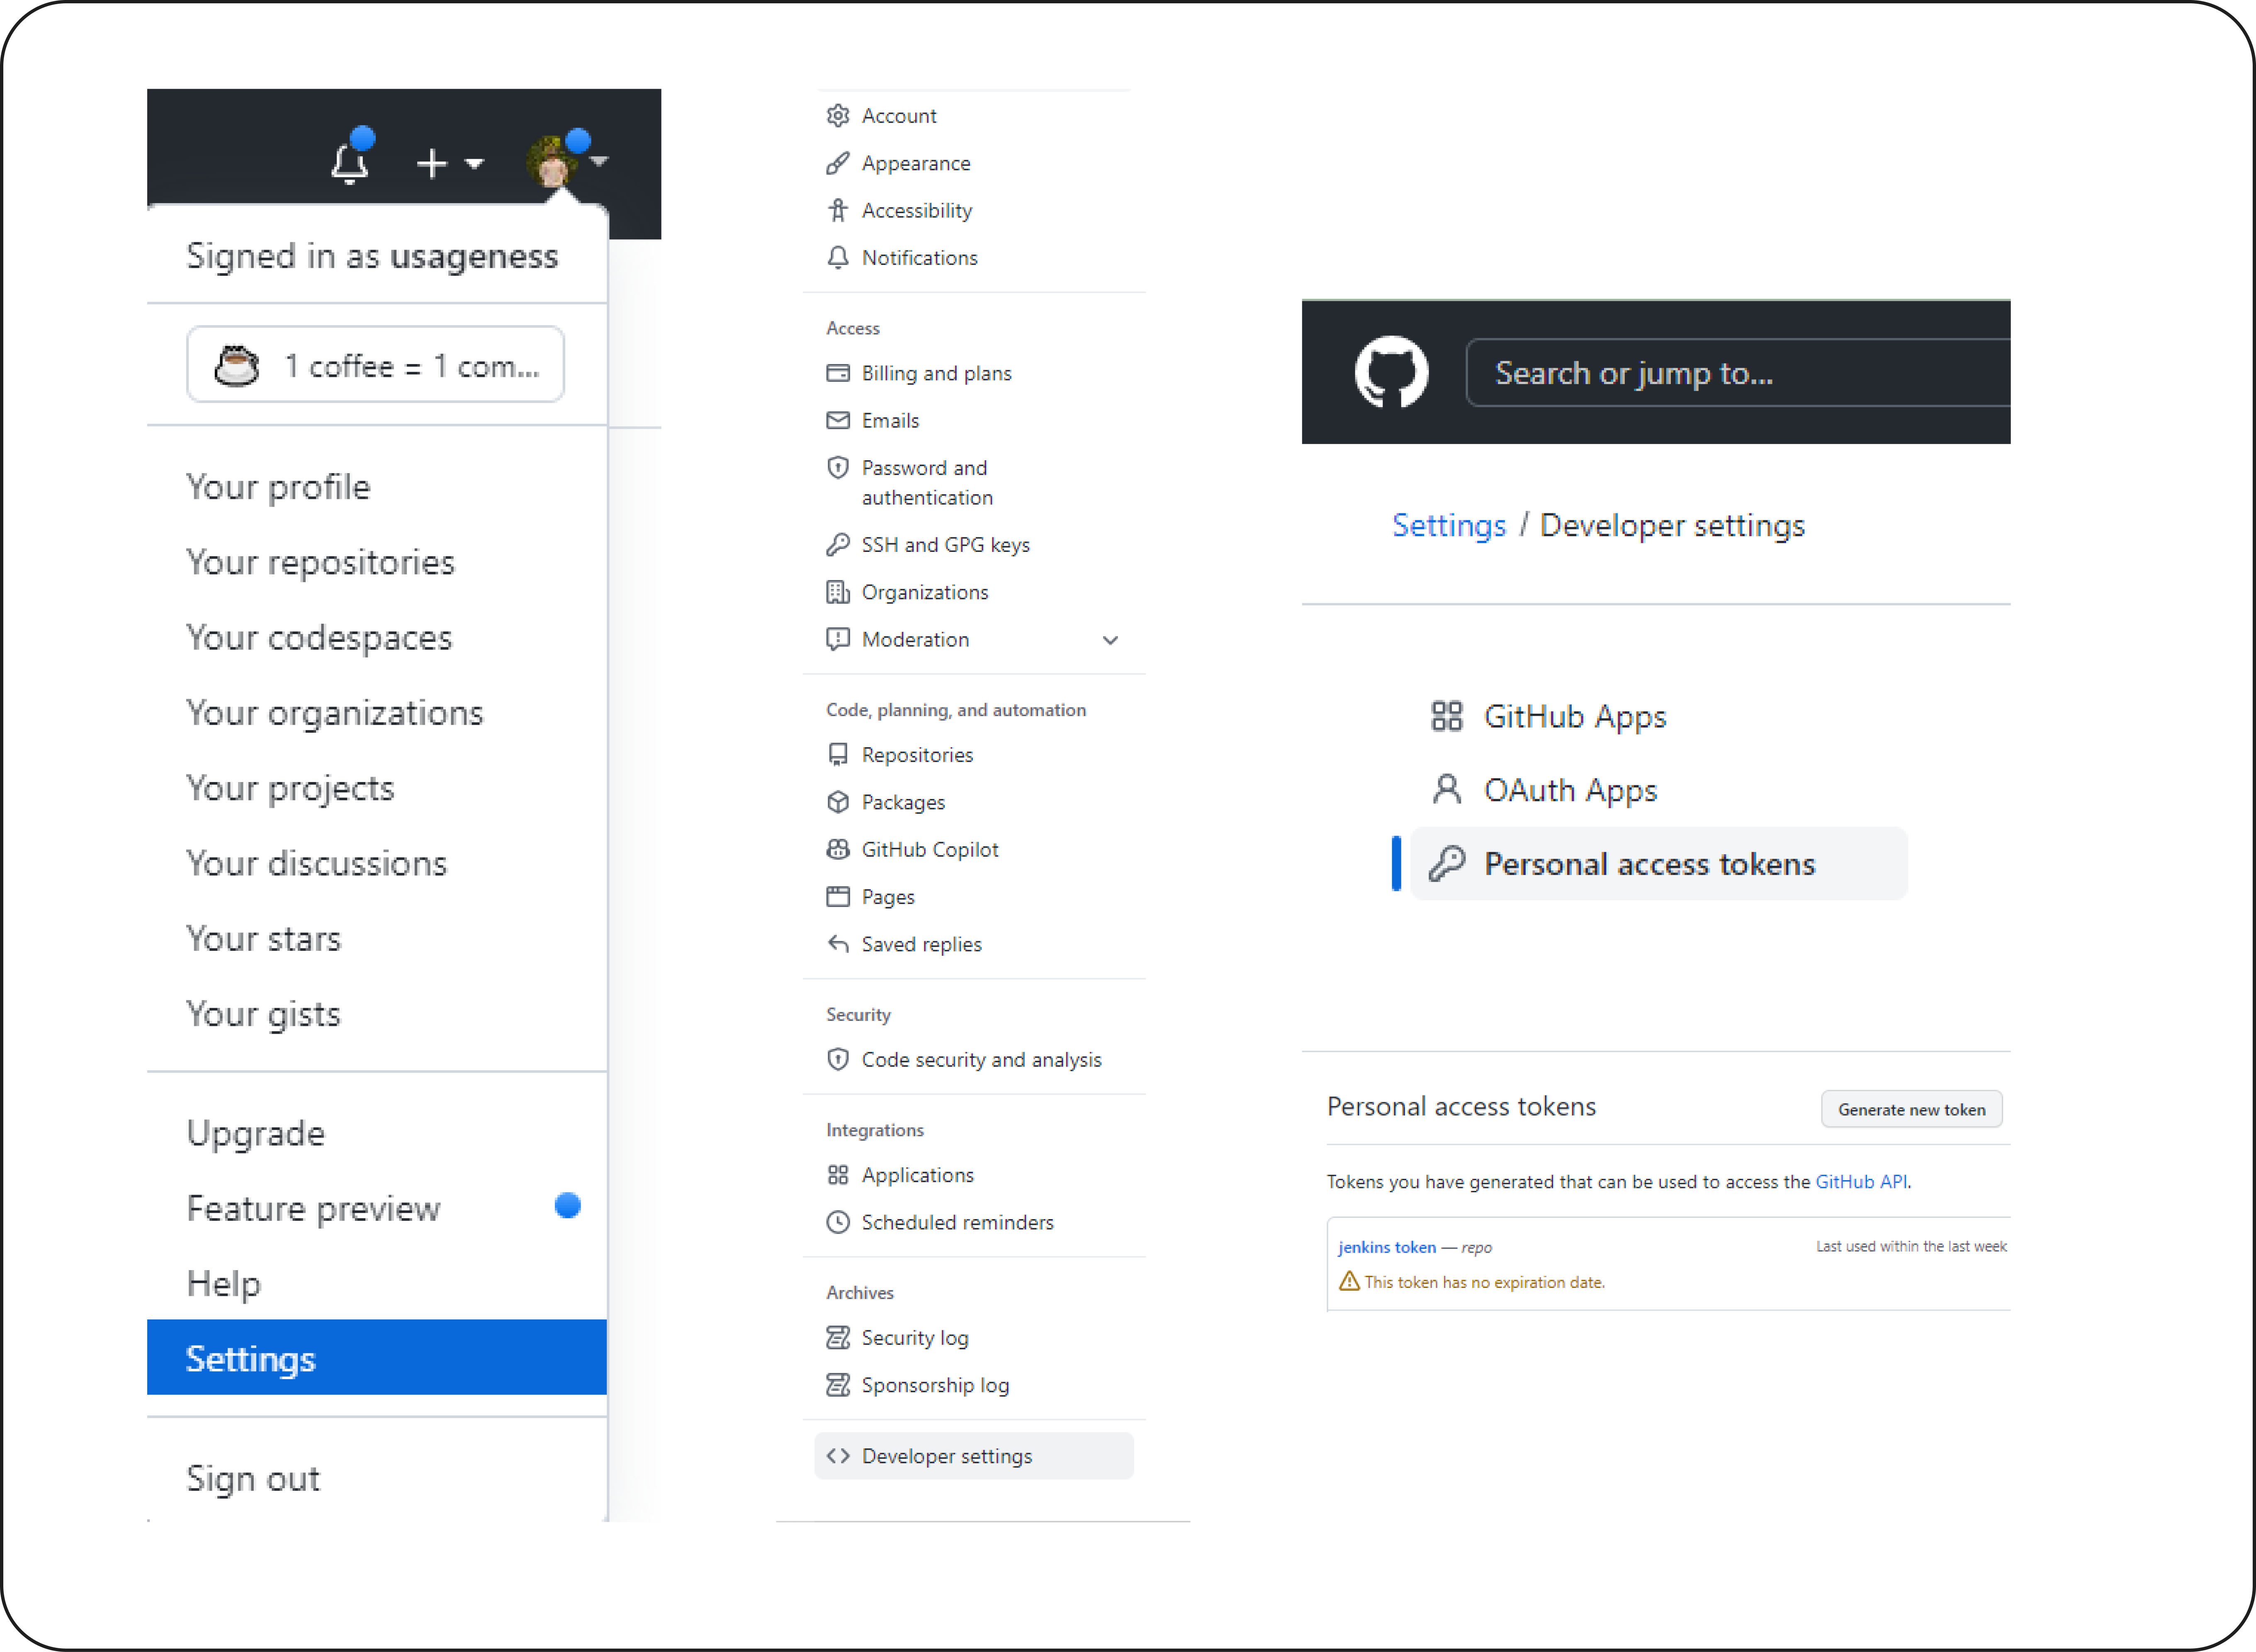 Signed in as usageness
1 coffee = 1 com...
Your profile
Your repositories
Your codespaces
Your organizations
Your projects
Your discussions
Your stars
Your gists
Upgrade
Feature preview
Help
Settings
Sign out
Account
Appearance
Accessibility
Notifications
Access
Billing and plans
Emails
Password and
authentication
SSH and GPG keys
Organizations
Moderation
Code, planning, and automation
Repositories
Packages
GitHub Copilot
Pages
Saved replies
Security
Code security and analysis
Integrations
Applications
Scheduled reminders
Archives
Security log
Sponsorship log
Developer settings
Search or jump to...
Settings / Developer settings
GitHub Apps
OAuth Apps
Personal access tokens
Personal access tokens
Generate new token
Tokens you have generated that can be used to access the GitHub API.
jenkins token — repo
Last used within the last week
This token has no expiration date.